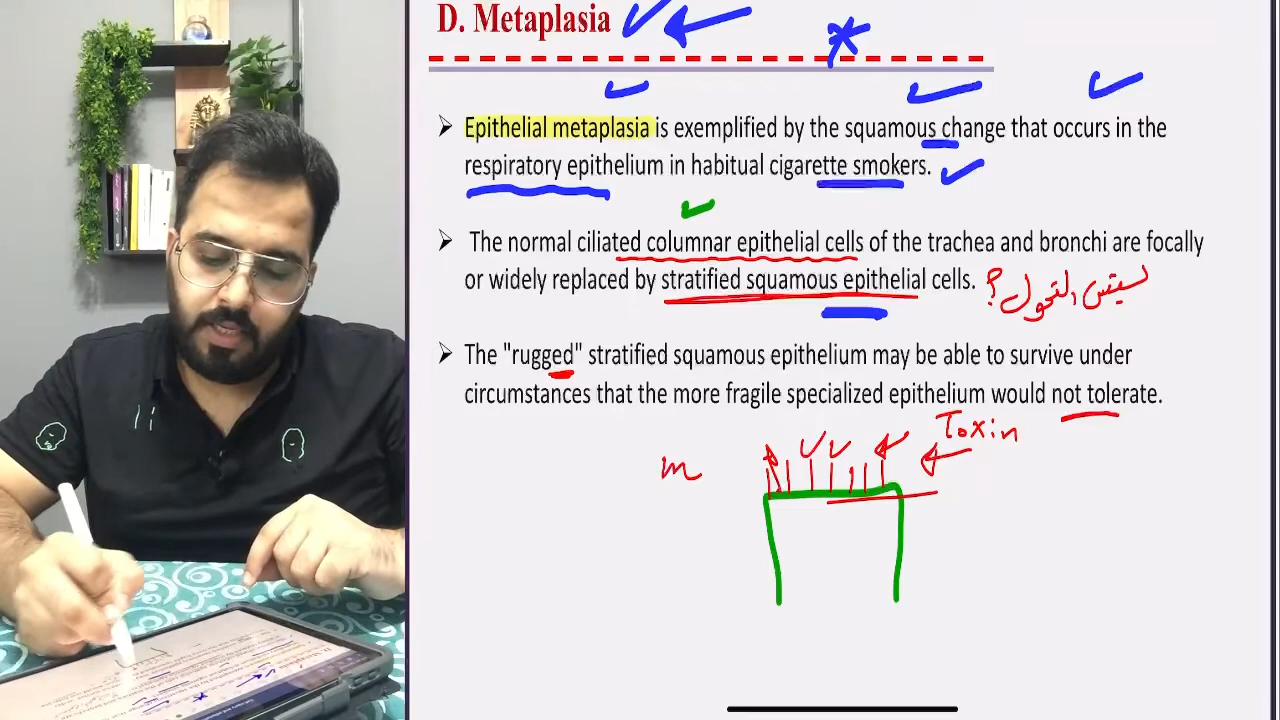 D. Metaplasia
➢ Epithelial metaplasia is exemplified by the squamous change that occurs in the
respiratory epithelium in habitual cigarette smokers.
➢ The normal ciliated columnar epithelial cells of the trachea and bronchi are focally
or widely replaced by stratified squamous epithelial cells.
التحول ؟
➢ The "rugged" stratified squamous epithelium may be able to survive under
circumstances that the more fragile specialized epithelium would not tolerate.
Toxin
m